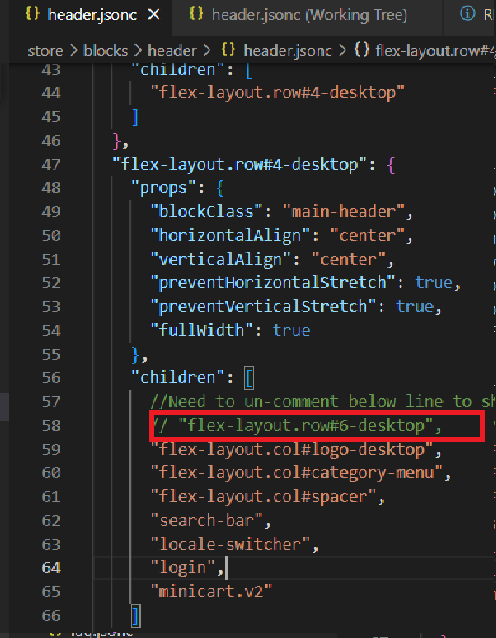 header.jsonc
header.jsonc (Working Tree)
store > blocks > header > header.jsonc > flex-layout.row#4
43 "children": [
44 "flex-layout.row#4-desktop"
45 ]
46 },
47 "flex-layout.row#4-desktop": {
48 "props": {
49 "blockClass": "main-header",
50 "horizontalAlign": "center",
51 "verticalAlign": "center",
52 "preventHorizontalStretch": true,
53 "preventVerticalStretch": true,
54 "fullWidth": true
55 },
56 "children": [
57 //Need to un-comment below line to sh
58 // "flex-layout.row#6-desktop",
59 "flex-layout.col#logo-desktop",
60 "flex-layout.col#category-menu",
61 "flex-layout.col#spacer",
62 "search-bar",
63 "locale-switcher",
64 "login",
65 "minicart.v2"
66 ]